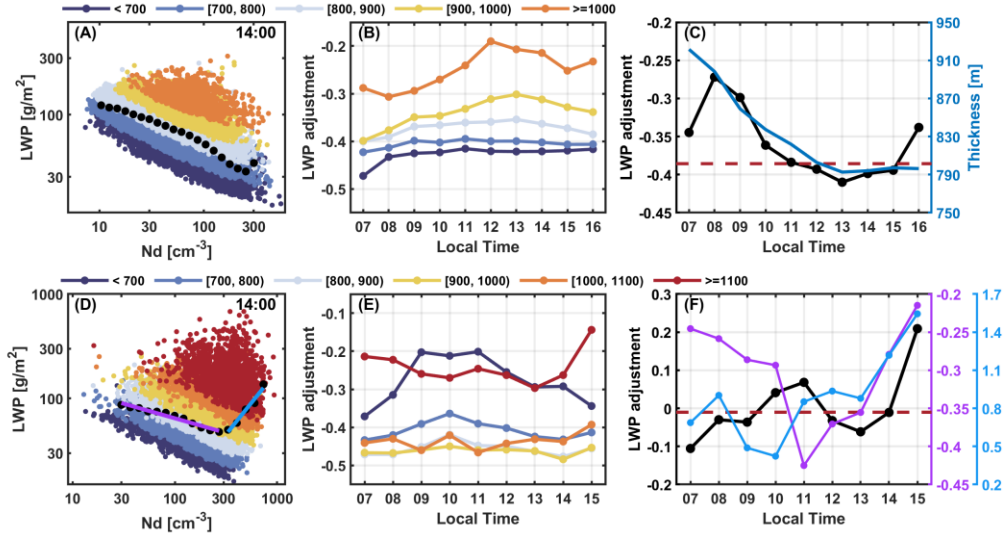 < 700 [700, 800) [800, 900) [900, 1000) >=1000
(A) 14:00
LWP [g/m²]
300
100
30
10 30 100 300
Nd [cm⁻³]
(B)
LWP adjustment
-0.2
-0.3
-0.4
-0.5
07 08 09 10 11 12 13 14 15 16
Local Time
(C)
LWP adjustment
-0.2
-0.25
-0.3
-0.35
-0.4
-0.45
07 08 09 10 11 12 13 14 15 16
Local Time
950
910
870
830
790
750
Thickness [m]
< 700 [700, 800) [800, 900) [900, 1000) [1000, 1100) >=1100
(D) 14:00
LWP [g/m²]
1000
300
100
30
10 30 100 300 1000
Nd [cm⁻³]
(E)
LWP adjustment
-0.1
-0.2
-0.3
-0.4
-0.5
07 08 09 10 11 12 13 14 15
Local Time
(F)
LWP adjustment
0.3
0.2
0.1
0
-0.1
-0.2
07 08 09 10 11 12 13 14 15
Local Time
-0.2
-0.25
-0.3
-0.35
-0.4
-0.45
1.7
1.4
1.1
0.8
0.5
0.2